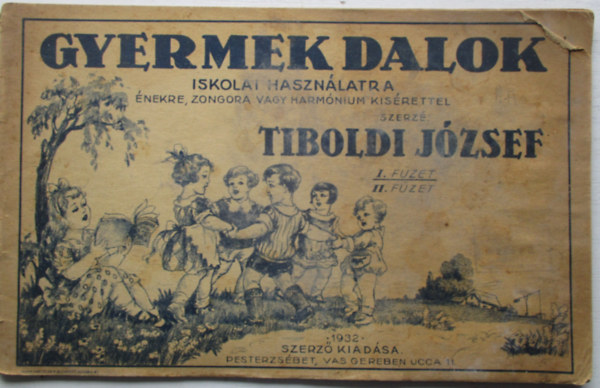 GYERMEK DALOK
ISKOLAI HASZNÁLATRA
ÉNEKRE, ZONGORA VAGY HARMÓNIUM KISÉRETTEL
SZERZÉ,
TIBOLDI JÓZSEF
I. FÜZET
II. FÜZET
1932
SZERZŐ KIADÁSA.
PESTERZSÉBET, VAS GEREBEN UCCA 11.